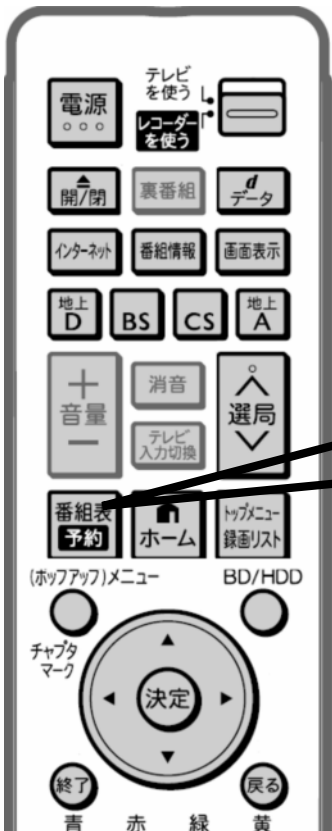 電源
テレビ
を使う
レコーダー
を使う
開/閉
裏番組
d
データ
インターネット
番組情報
画面表示
地上
D
BS
CS
地上
A
＋
音量
－
消音
テレビ
入力切換
選局
番組表
予約
ホーム
トップメニュー
録画リスト
(ポップアップ)メニュー
BD/HDD
チャプタ
マーク
決定
終了
戻る
青
赤
緑
黄